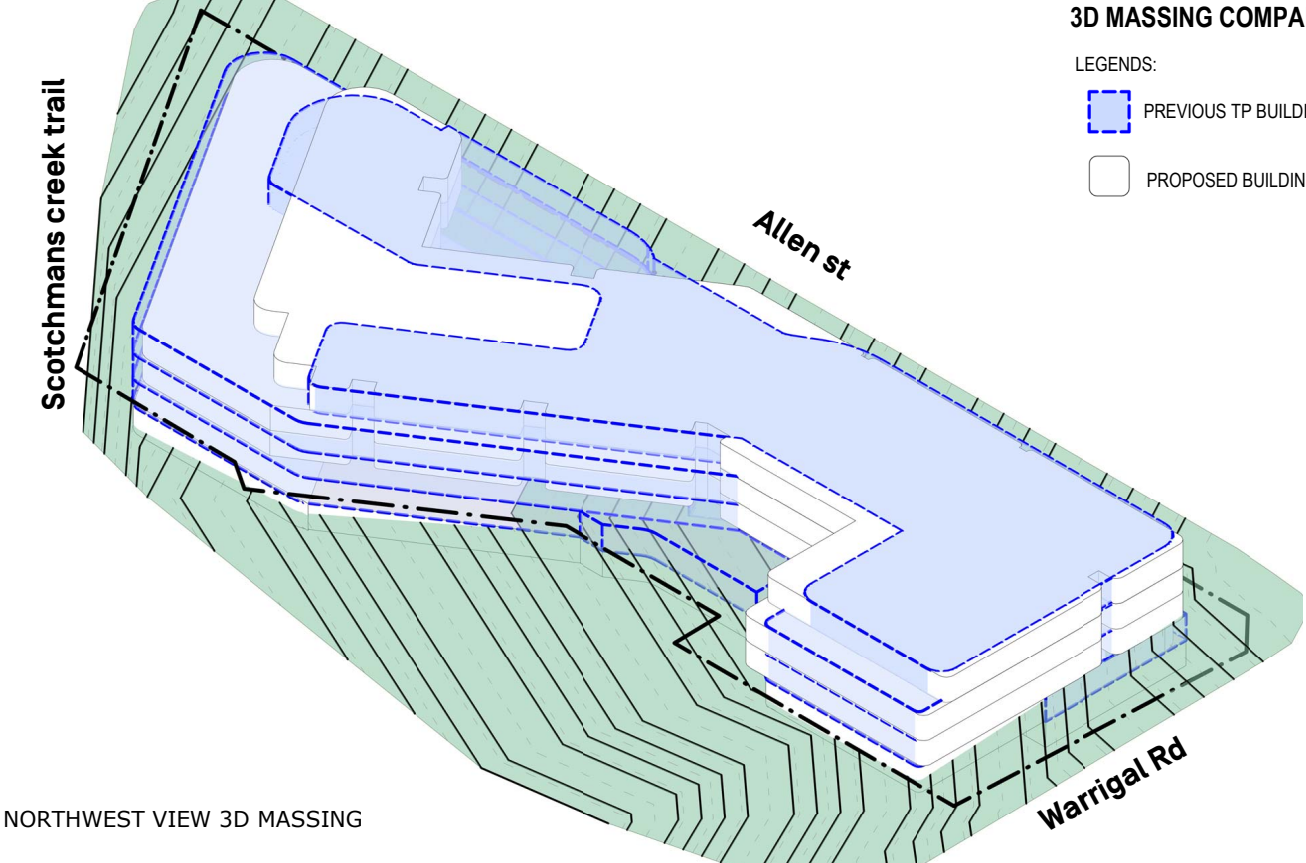 3D MASSING COMPA
LEGENDS:
PREVIOUS TP BUILDI
PROPOSED BUILDIN
Scotchmans creek trail
Allen st
Warrigal Rd
NORTHWEST VIEW 3D MASSING